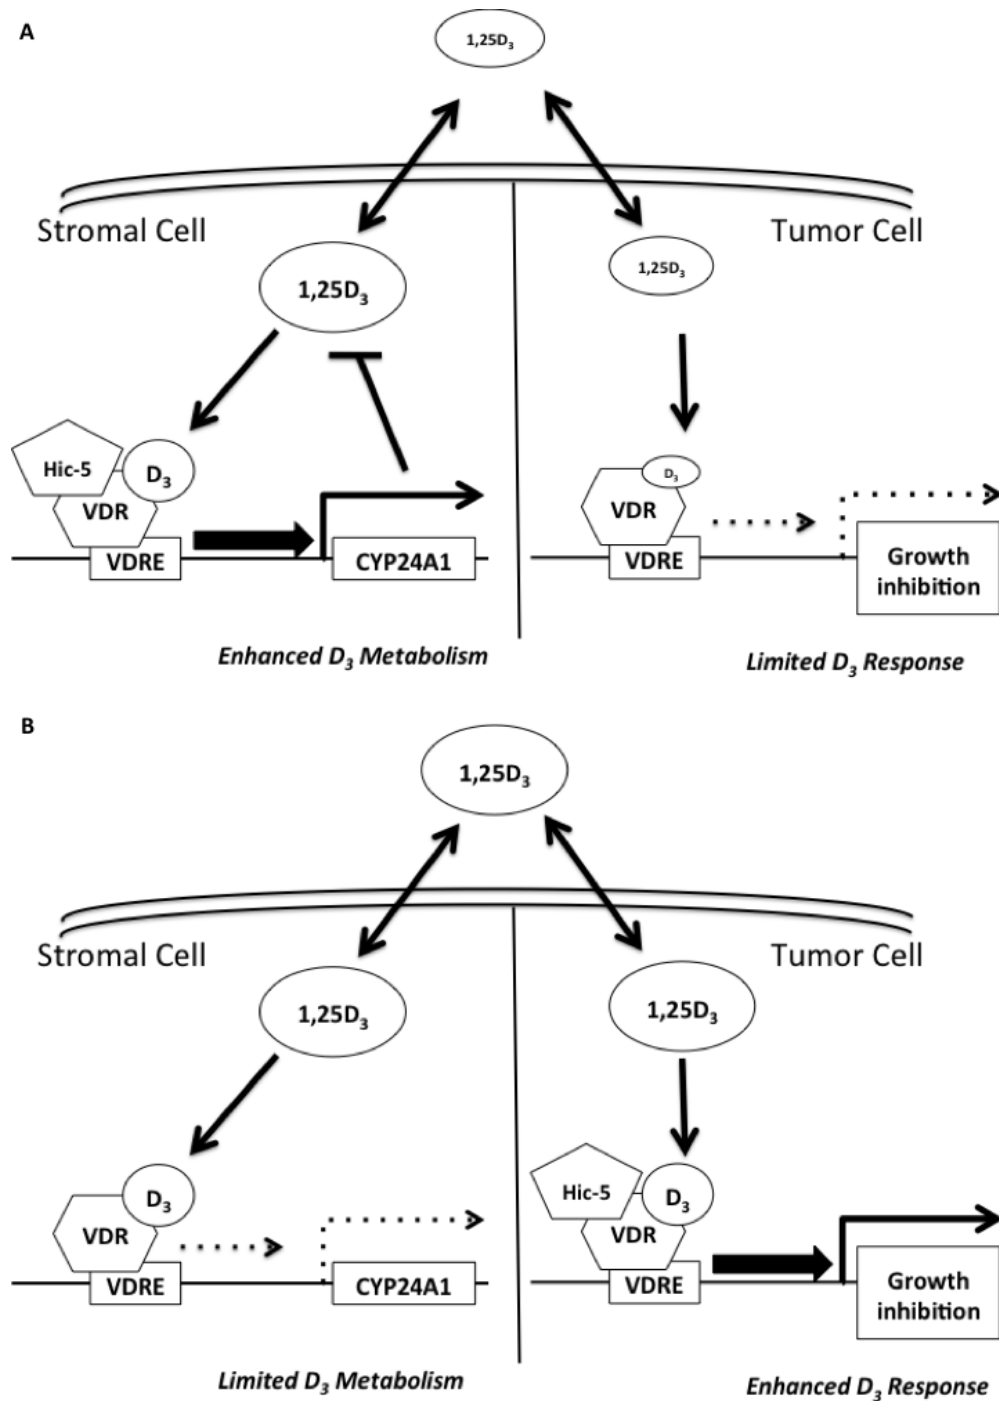 A
1,25D₃
Stromal Cell
Tumor Cell
1,25D₃
1,25D₃
Hic-5
D₃
VDR
VDRE
CYP24A1
D₃
VDR
VDRE
Growth
inhibition
Enhanced D₃ Metabolism
Limited D₃ Response
B
1,25D₃
Stromal Cell
Tumor Cell
1,25D₃
1,25D₃
D₃
VDR
VDRE
CYP24A1
Hic-5
D₃
VDR
VDRE
Growth
inhibition
Limited D₃ Metabolism
Enhanced D₃ Response